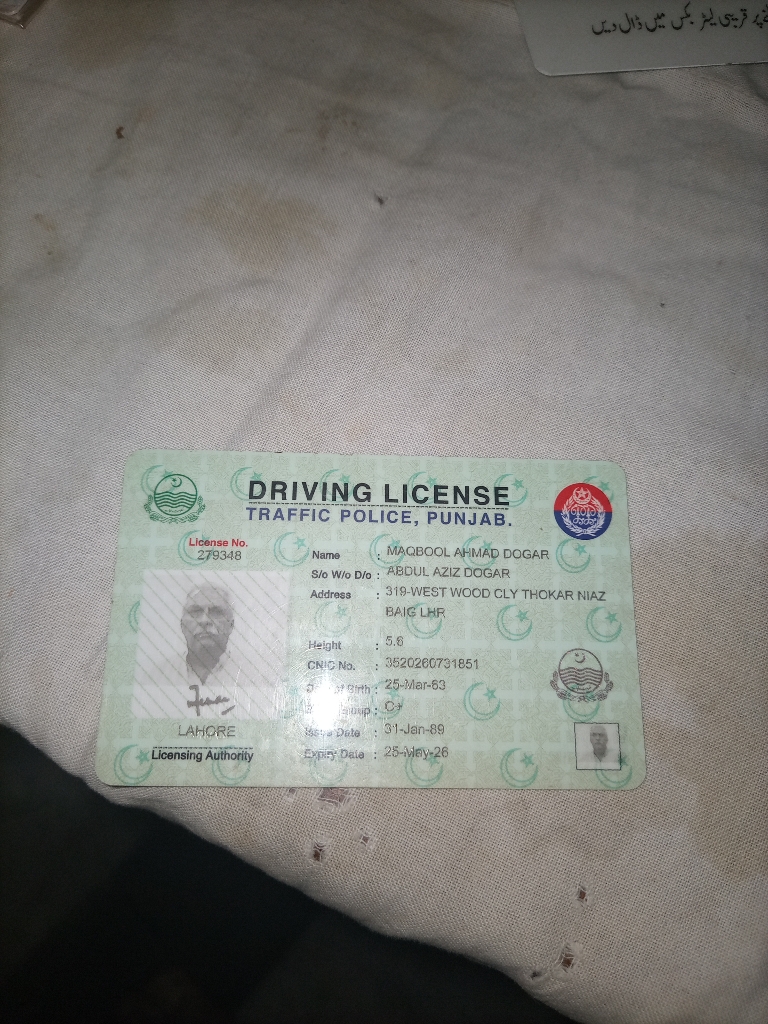 پر قریبی لیٹر بکس میں ڈال دیں
DRIVING LICENSE
TRAFFIC POLICE, PUNJAB.
License No.
279348
Name : MAQBOOL AHMAD DOGAR
S/o W/o D/o : ABDUL AZIZ DOGAR
Address : 319-WEST WOOD CLY THOKAR NIAZ
BAIG LHR
Height : 5.8
CNIC No. : 3520260731851
of Birth : 25-Mar-63
: O+
Issue Date : 31-Jan-89
Expiry Date : 25-May-26
LAHORE
Licensing Authority